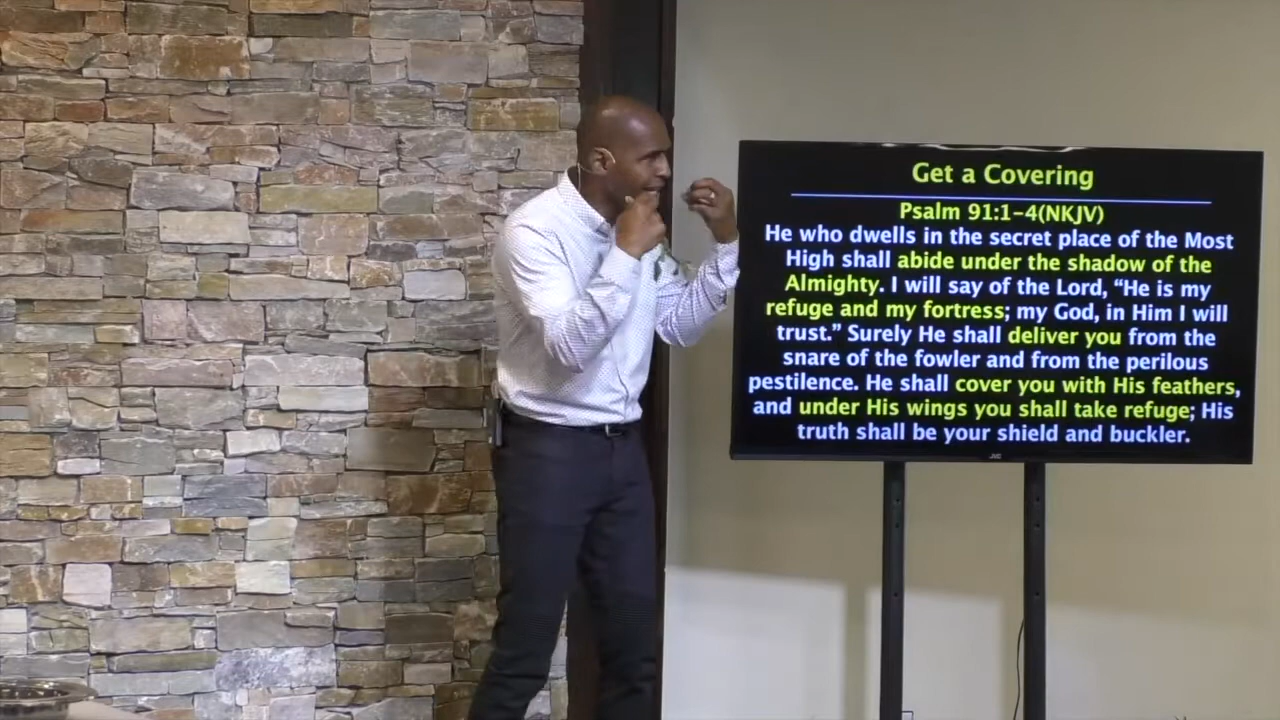 Get a Covering
Psalm 91:1-4(NKJV)
He who dwells in the secret place of the Most
High shall abide under the shadow of the
Almighty. I will say of the Lord, “He is my
refuge and my fortress; my God, in Him I will
trust.” Surely He shall deliver you from the
snare of the fowler and from the perilous
pestilence. He shall cover you with His feathers,
and under His wings you shall take refuge; His
truth shall be your shield and buckler.
JVC